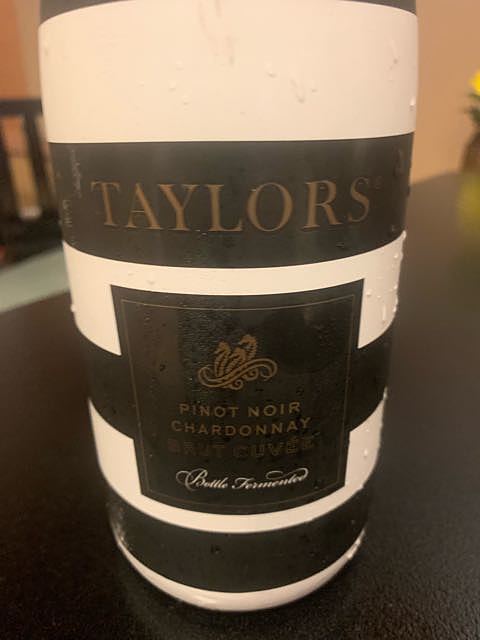 TAYLORS®
PINOT NOIR
CHARDONNAY
BRUT CUVÉE
Bottle Fermented